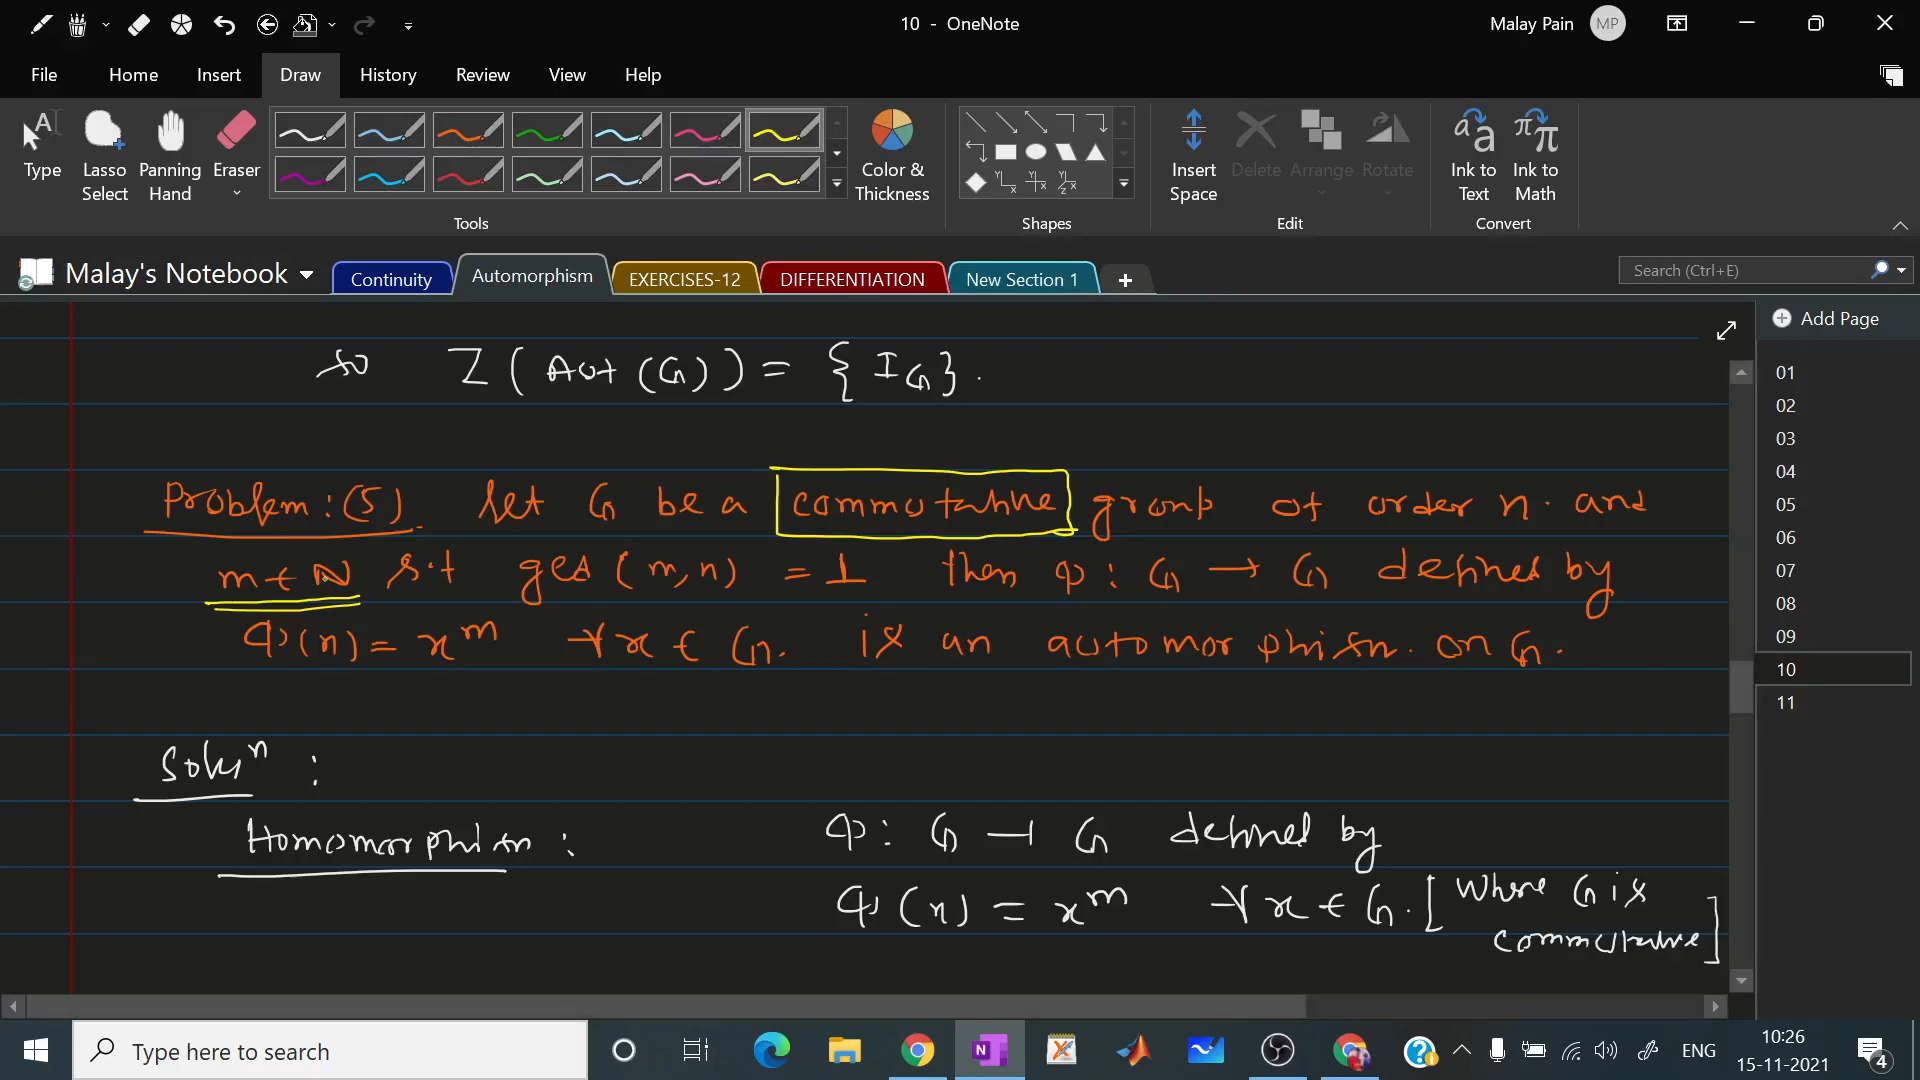 10 - OneNote
Malay Pain MP
File Home Insert Draw History Review View Help
Type
Lasso Select
Panning Hand
Eraser
Color & Thickness
Insert Space
Delete Arrange Rotate
Ink to Text
Ink to Math
Tools Shapes Edit Convert
Malay's Notebook Continuity Automorphism EXERCISES-12 DIFFERENTIATION New Section 1 + Search (Ctrl+E)
Add Page
01
02
03
04
05
06
07
08
09
10
11
so Z(Aut(G)) = {I_G}.
Problem:(5). Let G be a commutative group of order n. and
m ∈ ℕ s.t gcd(m,n) = 1 then φ: G → G defined by
φ(x) = x^m ∀x ∈ G. is an automorphism. on G.
Solu^n :
Homomorphism : φ: G → G defined by
φ(x) = x^m ∀x ∈ G. [Where G is
commutative]
Type here to search
ENG
10:26
15-11-2021
4